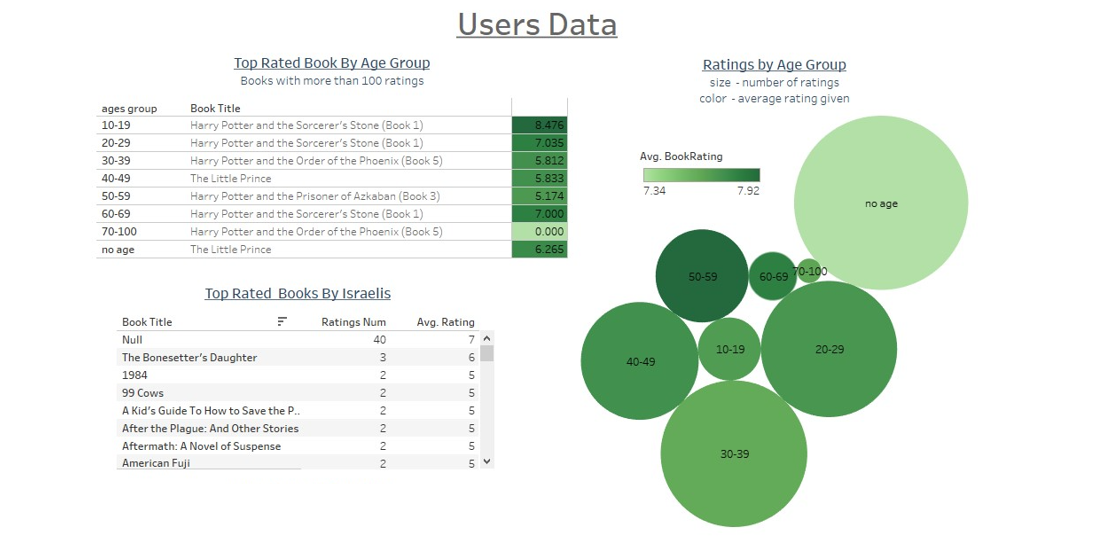 Users Data
Top Rated Book By Age Group
Books with more than 100 ratings
ages group Book Title
10-19 Harry Potter and the Sorcerer's Stone (Book 1) 8.476
20-29 Harry Potter and the Sorcerer's Stone (Book 1) 7.035
30-39 Harry Potter and the Order of the Phoenix (Book 5) 5.812
40-49 The Little Prince 5.833
50-59 Harry Potter and the Prisoner of Azkaban (Book 3) 5.174
60-69 Harry Potter and the Sorcerer's Stone (Book 1) 7.000
70-100 Harry Potter and the Order of the Phoenix (Book 5) 0.000
no age The Little Prince 6.265
Top Rated Books By Israelis
Book Title Ratings Num Avg. Rating
Null 40 7
The Bonesetter's Daughter 3 6
1984 2 5
99 Cows 2 5
A Kid's Guide To How to Save the P.. 2 5
After the Plague: And Other Stories 2 5
Aftermath: A Novel of Suspense 2 5
American Fuji 2 5
Ratings by Age Group
size - number of ratings
color - average rating given
Avg. BookRating
7.34 7.92
no age
50-59
60-69
70-100
40-49
10-19
20-29
30-39